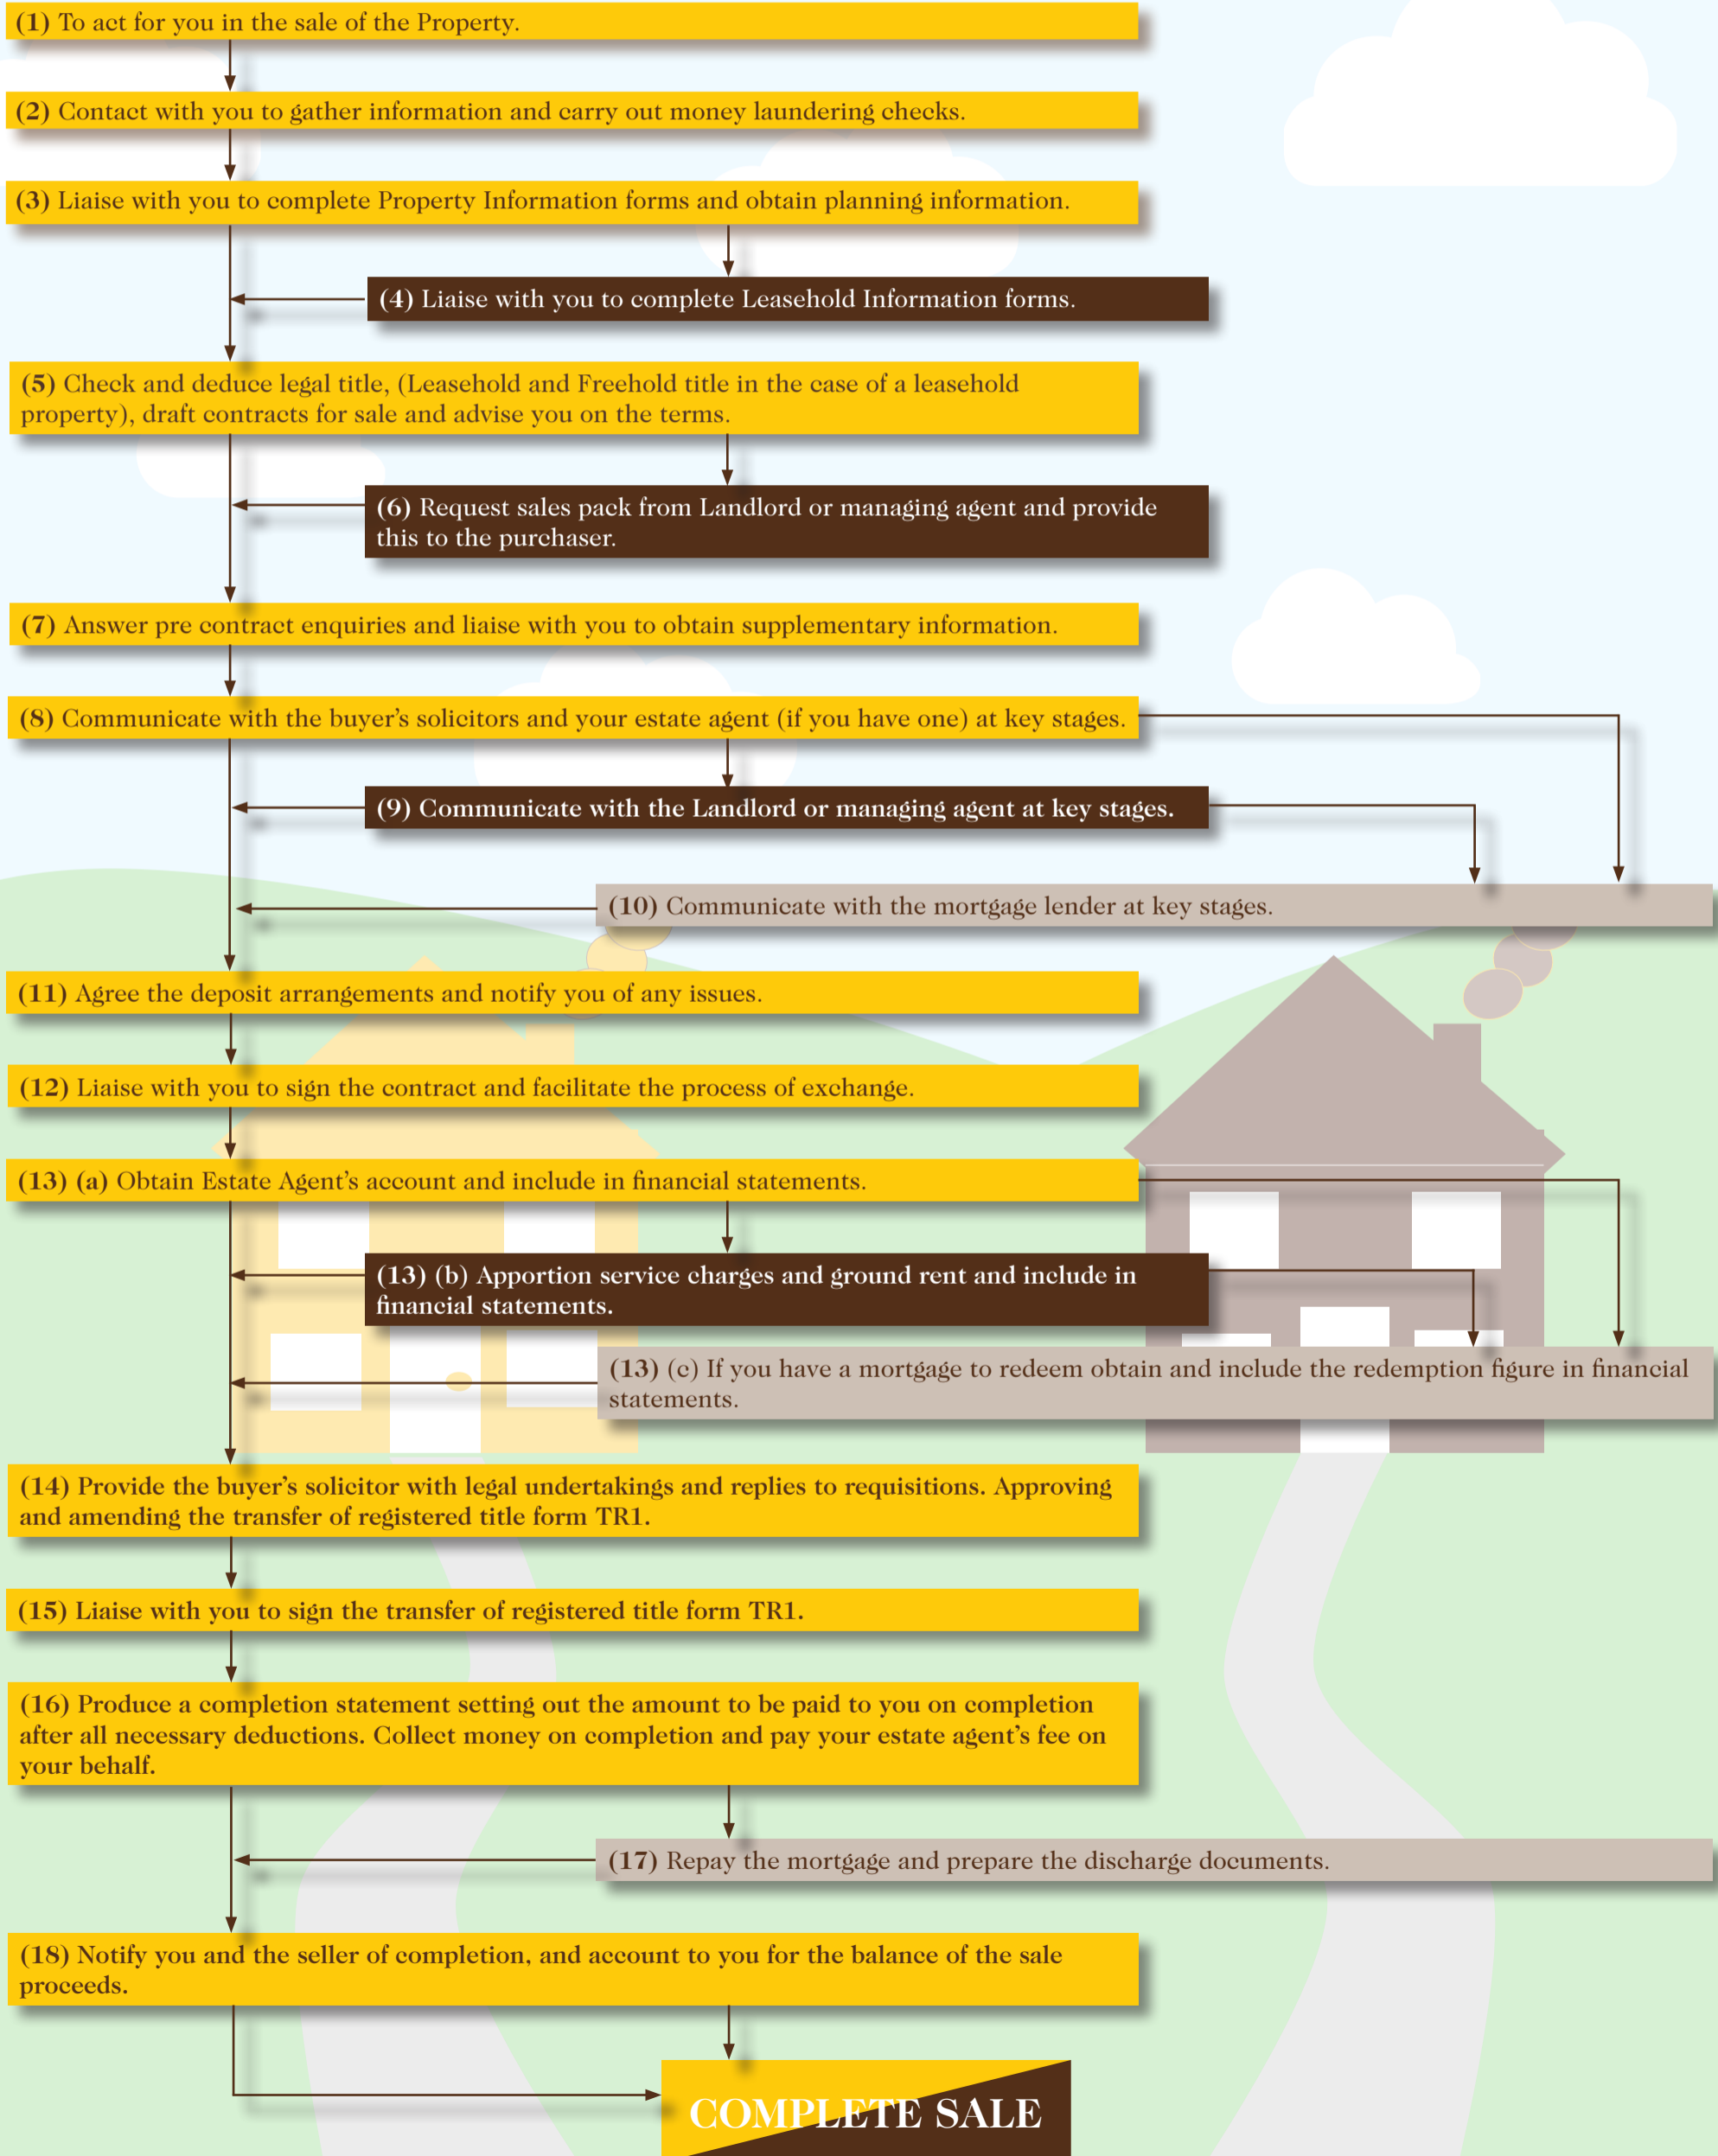 (1) To act for you in the sale of the Property.
(2) Contact with you to gather information and carry out money laundering checks.
(3) Liaise with you to complete Property Information forms and obtain planning information.
(4) Liaise with you to complete Leasehold Information forms.
(5) Check and deduce legal title, (Leasehold and Freehold title in the case of a leasehold
property), draft contracts for sale and advise you on the terms.
(6) Request sales pack from Landlord or managing agent and provide
this to the purchaser.
(7) Answer pre contract enquiries and liaise with you to obtain supplementary information.
(8) Communicate with the buyer’s solicitors and your estate agent (if you have one) at key stages.
(9) Communicate with the Landlord or managing agent at key stages.
(10) Communicate with the mortgage lender at key stages.
(11) Agree the deposit arrangements and notify you of any issues.
(12) Liaise with you to sign the contract and facilitate the process of exchange.
(13) (a) Obtain Estate Agent’s account and include in financial statements.
(13) (b) Apportion service charges and ground rent and include in
financial statements.
(13) (c) If you have a mortgage to redeem obtain and include the redemption figure in financial
statements.
(14) Provide the buyer’s solicitor with legal undertakings and replies to requisitions. Approving
and amending the transfer of registered title form TR1.
(15) Liaise with you to sign the transfer of registered title form TR1.
(16) Produce a completion statement setting out the amount to be paid to you on completion
after all necessary deductions. Collect money on completion and pay your estate agent’s fee on
your behalf.
(17) Repay the mortgage and prepare the discharge documents.
(18) Notify you and the seller of completion, and account to you for the balance of the sale
proceeds.
COMPLETE SALE